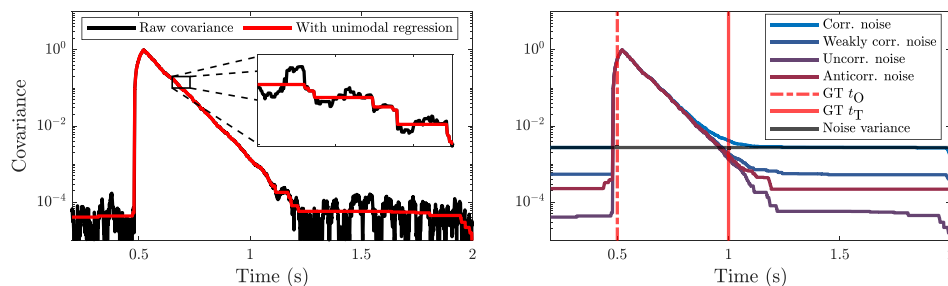 Raw covariance
With unimodal regression
10^0
10^-2
10^-4
Covariance
0.5
1
1.5
2
Time (s)
Corr. noise
Weakly corr. noise
Uncorr. noise
Anticorr. noise
GT t_O
GT t_T
Noise variance
10^0
10^-2
10^-4
0.5
1
1.5
Time (s)